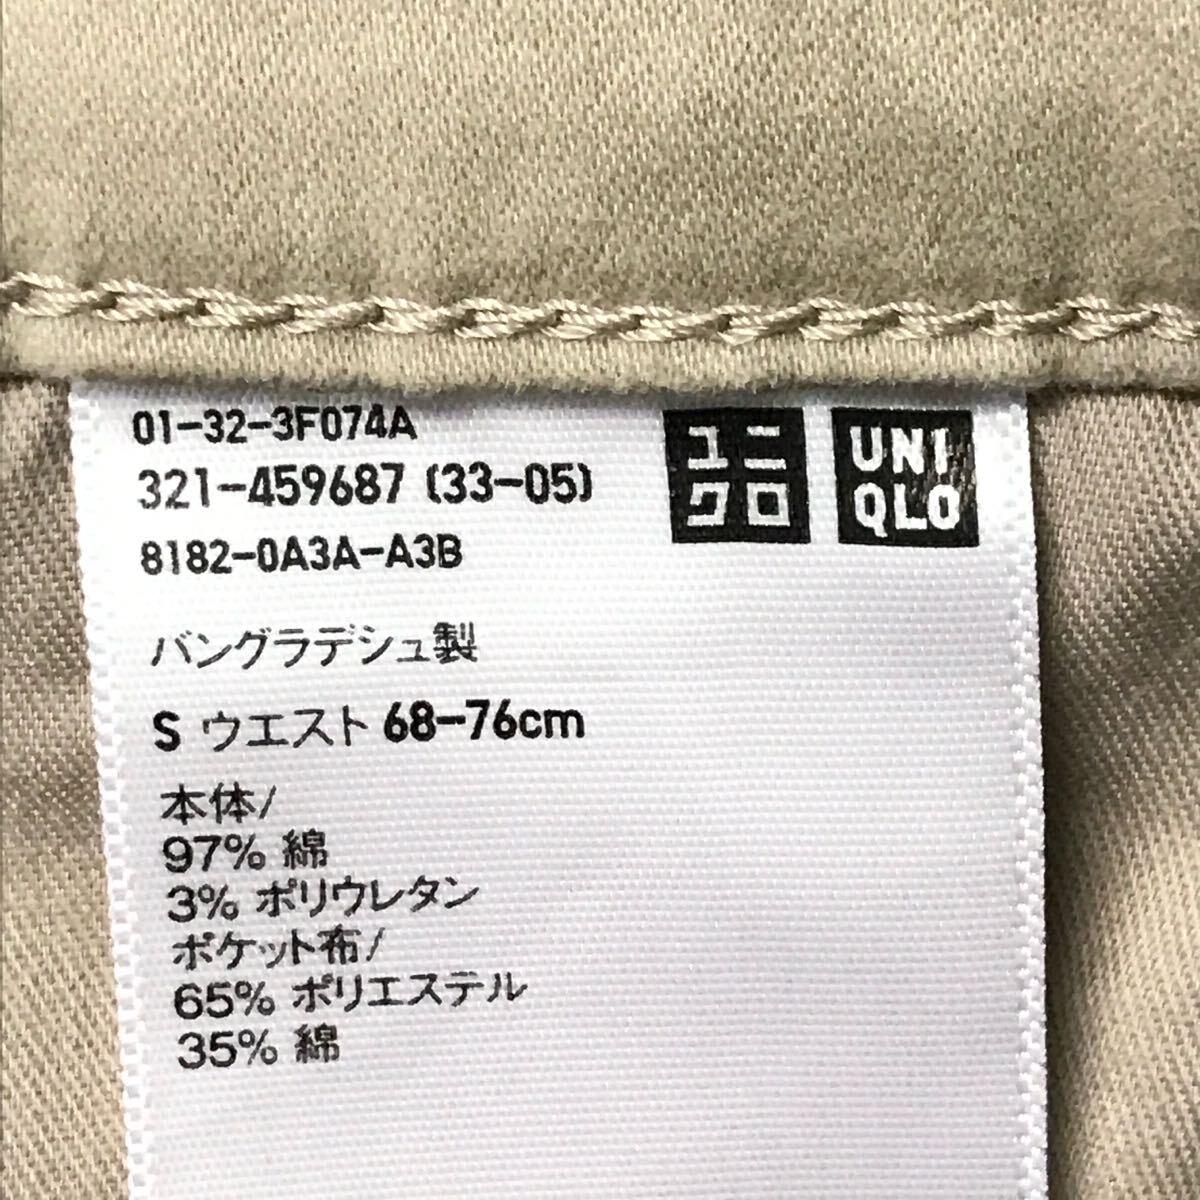 01-32-3F074A
321-459687 (33-05)
8182-0A3A-A3B
ユニ
クロ
UNI
QLO
バングラデシュ製
S ウエスト 68-76cm
本体/
97% 綿
3% ポリウレタン
ポケット布/
65% ポリエステル
35% 綿